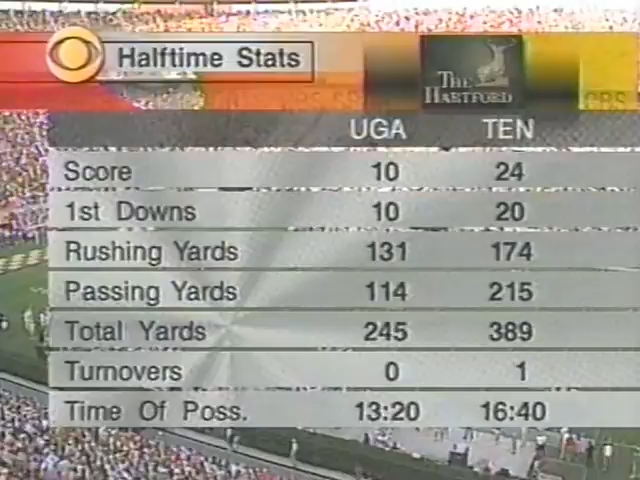 Halftime Stats
THE
HARTFORD
CBS
UGA TEN
Score 10 24
1st Downs 10 20
Rushing Yards 131 174
Passing Yards 114 215
Total Yards 245 389
Turnovers 0 1
Time Of Poss. 13:20 16:40